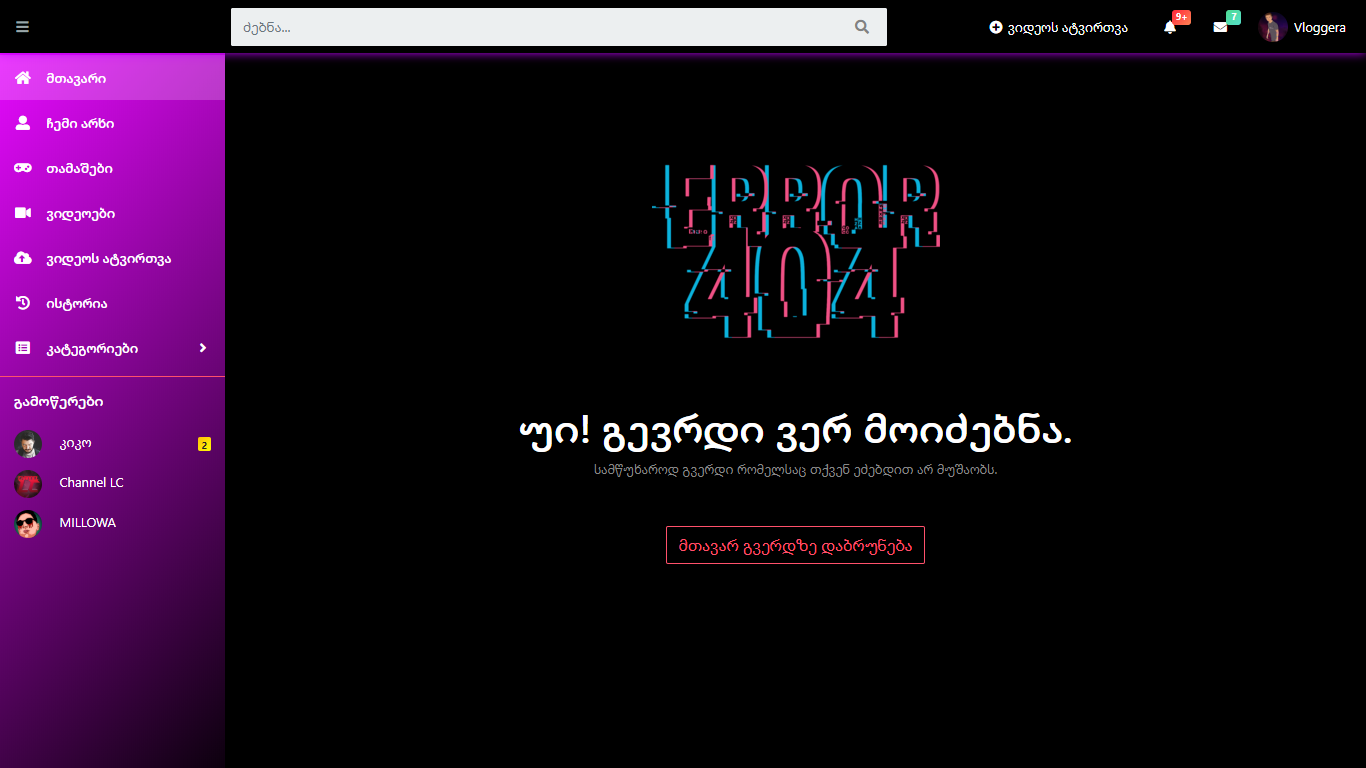 ძებნა...
ვიდეოს ატვირთვა
9+
7
Vloggera
მთავარი
ჩემი არხი
თამაშები
ვიდეოები
ვიდეოს ატვირთვა
ისტორია
კატეგორიები
გამოწერები
კიკო
2
Channel LC
MILLOWA
ERROR
404
უი! გევრდი ვერ მოიძებნა.
სამწუხაროდ გვერდი რომელსაც თქვენ ეძებდით არ მუშაობს.
მთავარ გვერდზე დაბრუნება